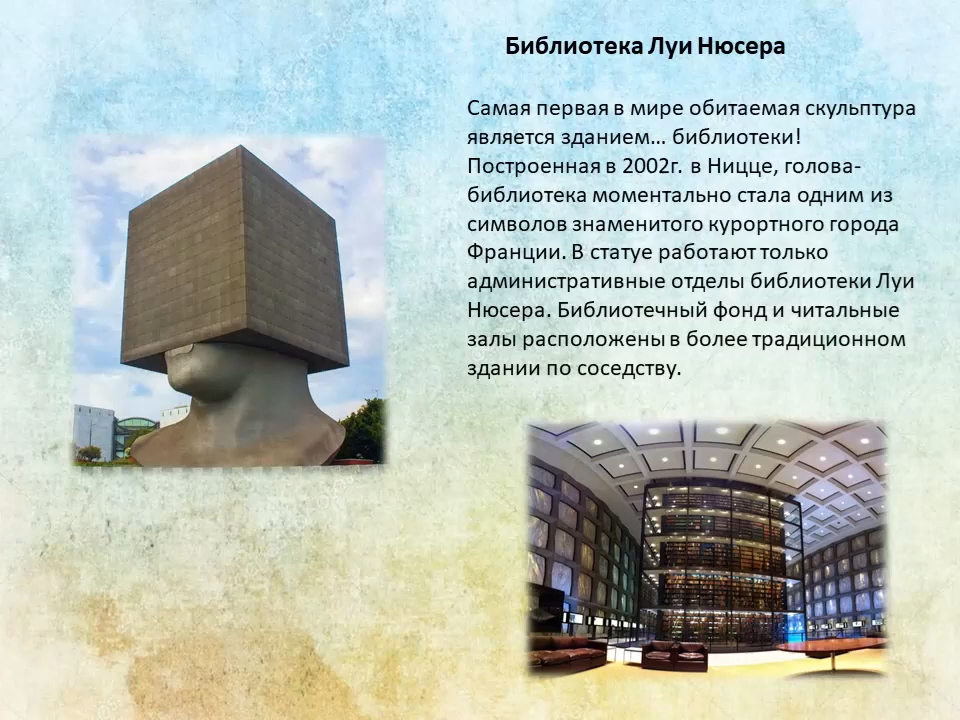 Библиотека Луи Нюсера
Самая первая в мире обитаемая скульптура
является зданием… библиотеки!
Построенная в 2002г. в Ницце, голова-
библиотека моментально стала одним из
символов знаменитого курортного города
Франции. В статуе работают только
административные отделы библиотеки Луи
Нюсера. Библиотечный фонд и читальные
залы расположены в более традиционном
здании по соседству.